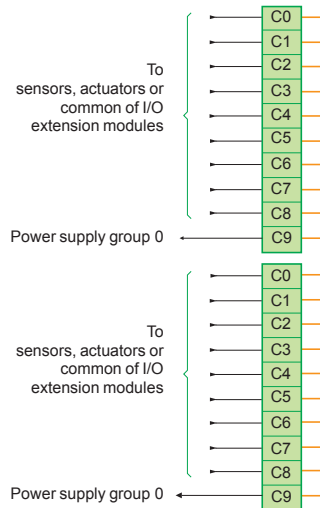 C0
C1
C2
C3
C4
C5
C6
C7
C8
C9
To
sensors, actuators or
common of I/O
extension modules
Power supply group 0
C0
C1
C2
C3
C4
C5
C6
C7
C8
C9
To
sensors, actuators or
common of I/O
extension modules
Power supply group 0